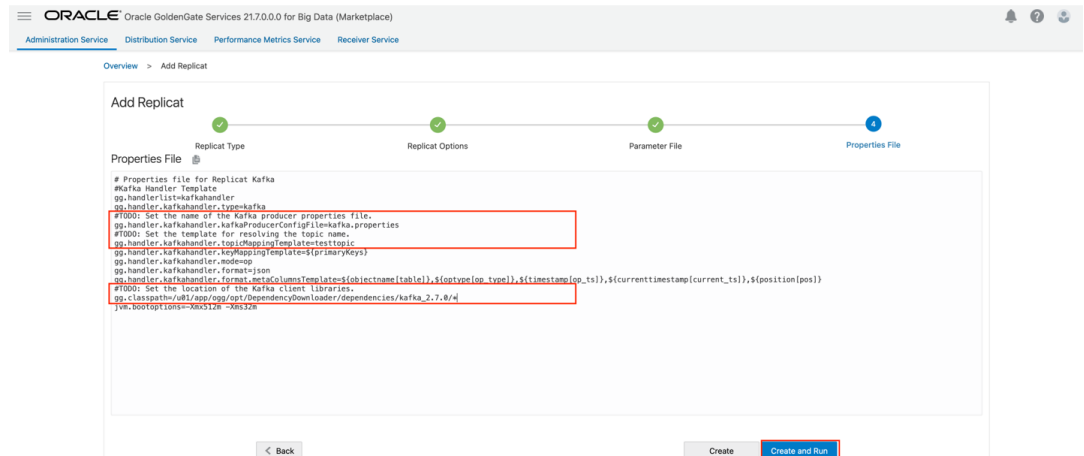 ORACLE Oracle GoldenGate Services 21.7.0.0.0 for Big Data (Marketplace)
Administration Service Distribution Service Performance Metrics Service Receiver Service
Overview > Add Replicat
Add Replicat
4
Replicat Type Replicat Options Parameter File Properties File
Properties File
# Properties file for Replicat Kafka
#Kafka Handler Template
gg.handlerlist=kafkahandler
gg.handler.kafkahandler.type=kafka
#TODO: Set the name of the Kafka producer properties file.
gg.handler.kafkahandler.kafkaProducerConfigFile=kafka.properties
#TODO: Set the template for resolving the topic name.
gg.handler.kafkahandler.topicMappingTemplate=testtopic
gg.handler.kafkahandler.keyMappingTemplate=${primaryKeys}
gg.handler.kafkahandler.mode=op
gg.handler.kafkahandler.format=json
gg.handler.kafkahandler.format.metaColumnsTemplate=${objectname[table]},${optype[op_type]},${timestamp[op_ts]},${currenttimestamp[current_ts]},${position[pos]}
#TODO: Set the location of the Kafka client libraries.
gg.classpath=/u01/app/ogg/opt/DependencyDownloader/dependencies/kafka_2.7.0/*
jvm.bootoptions=-Xmx512m -Xms32m
< Back Create Create and Run